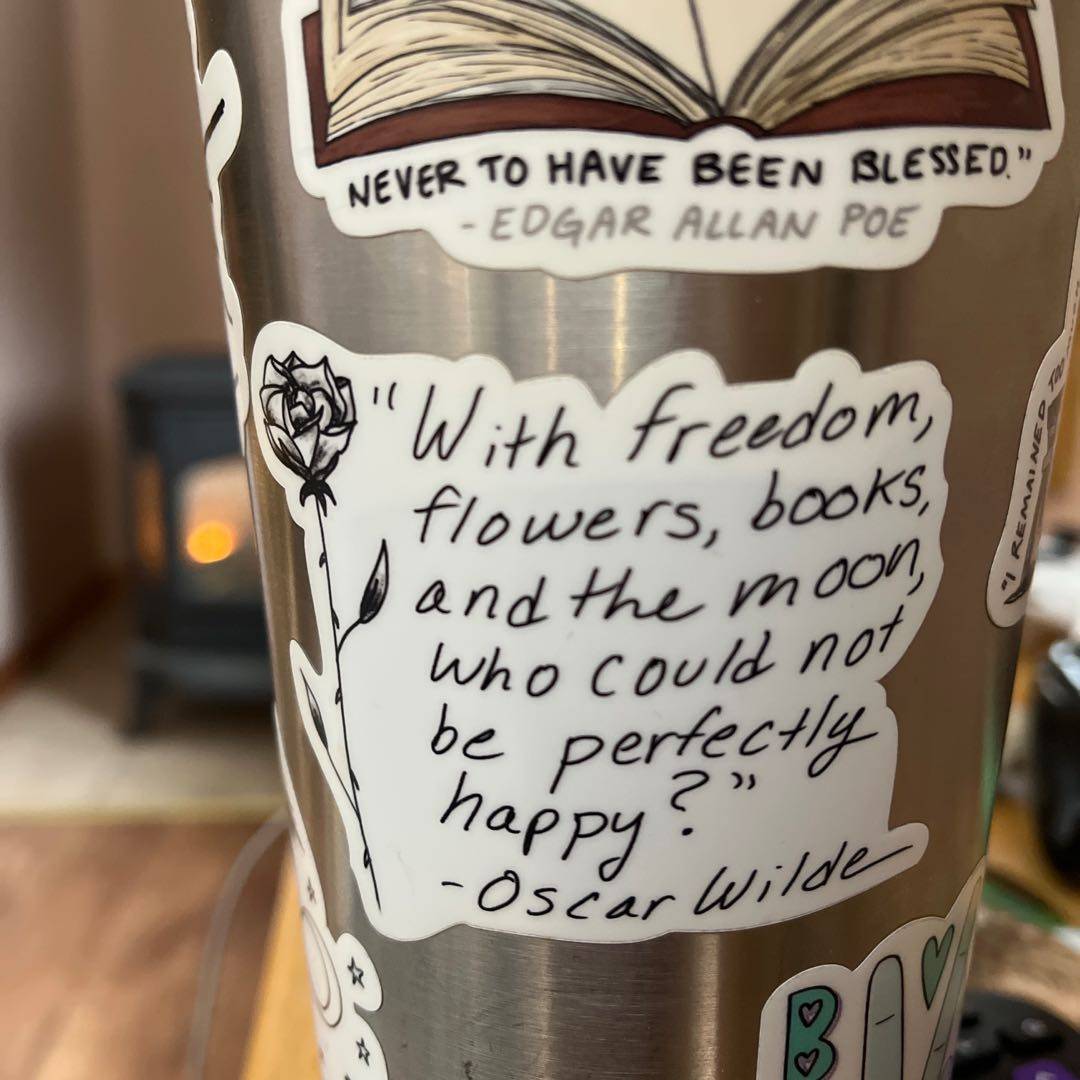 NEVER TO HAVE BEEN BLESSED."
- EDGAR ALLAN POE
"With freedom,
flowers, books,
and the moon,
who could not
be perfectly
happy?"
- Oscar Wilde
"I REMAINED TOO
B